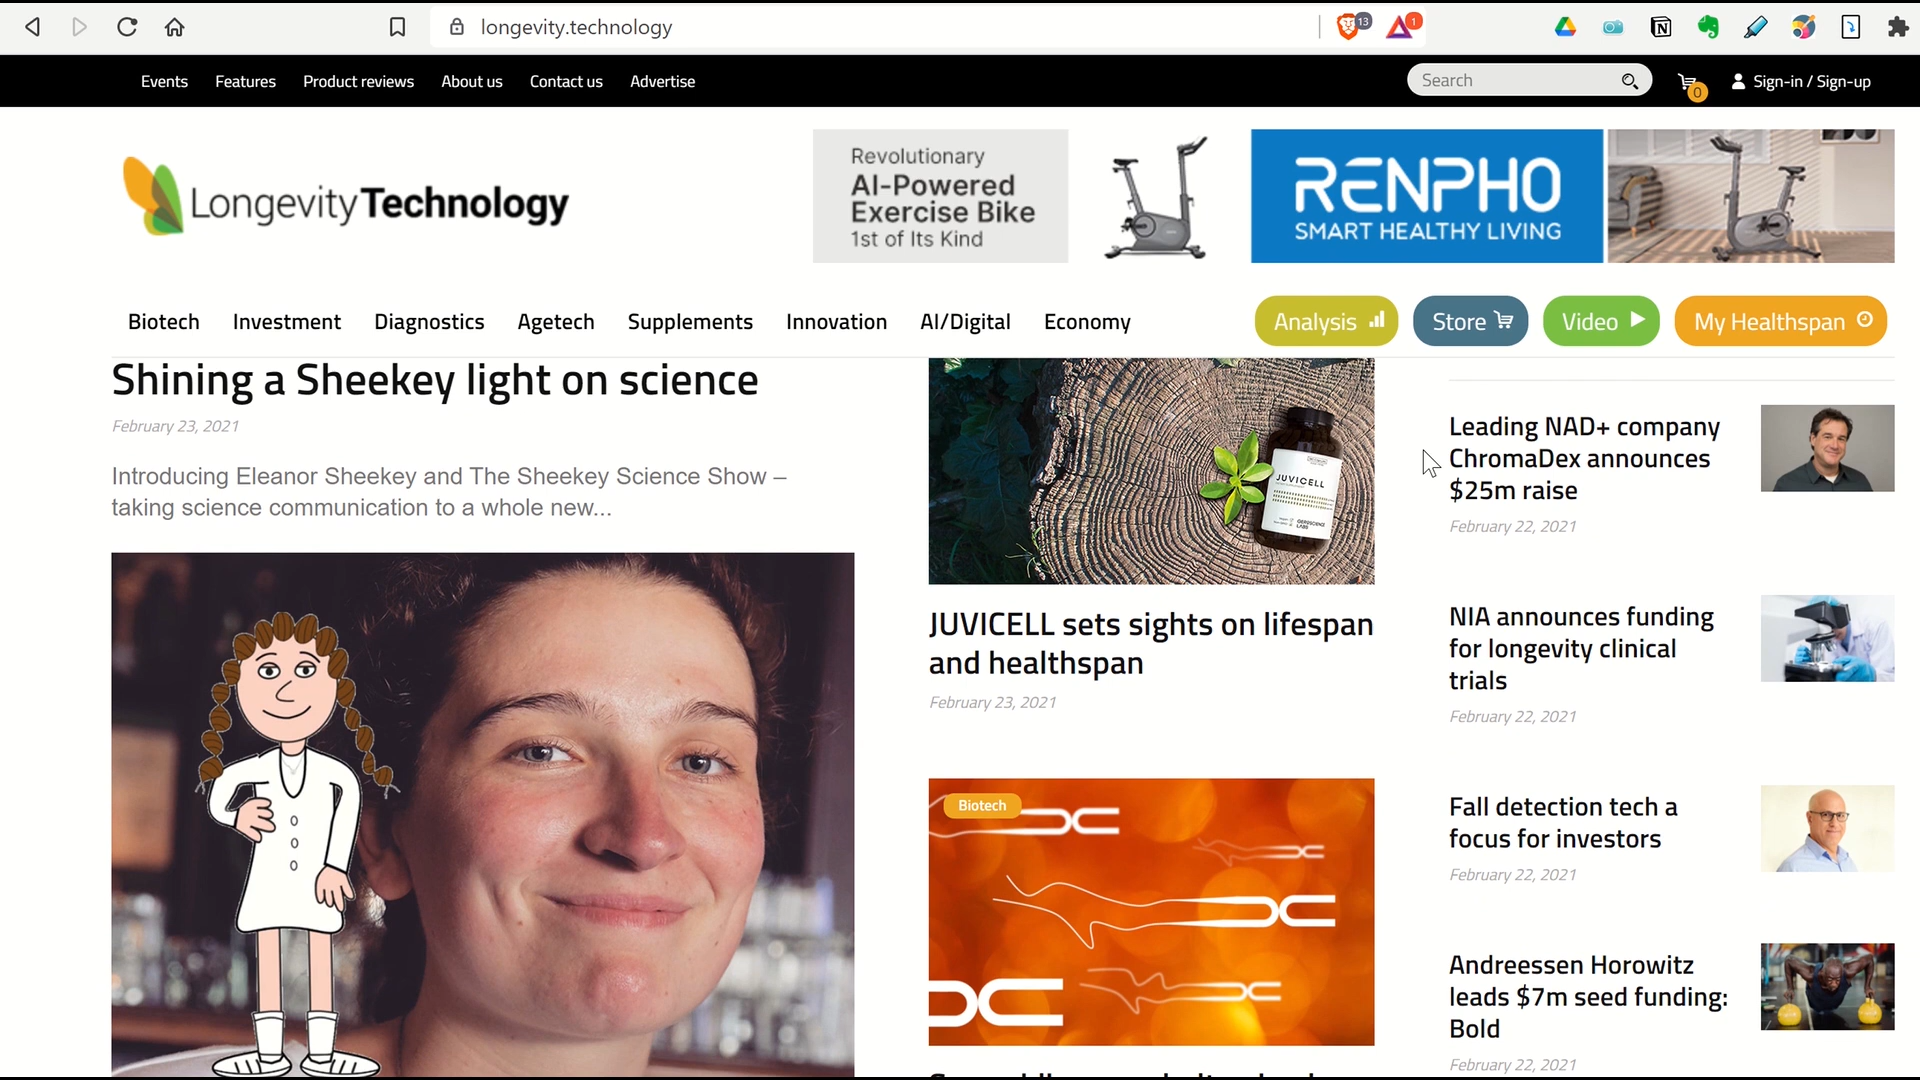 longevity.technology
13
1
Events Features Product reviews About us Contact us Advertise
Search
0
Sign-in / Sign-up
LongevityTechnology
Revolutionary
AI-Powered
Exercise Bike
1st of Its Kind
RENPHO
SMART HEALTHY LIVING
Biotech Investment Diagnostics Agetech Supplements Innovation AI/Digital Economy
Analysis Store Video My Healthspan
Shining a Sheekey light on science
February 23, 2021
Introducing Eleanor Sheekey and The Sheekey Science Show –
taking science communication to a whole new...
JUVICELL
GEROSCIENCE
LABS
JUVICELL sets sights on lifespan
and healthspan
February 23, 2021
Biotech
Leading NAD+ company
ChromaDex announces
$25m raise
February 22, 2021
NIA announces funding
for longevity clinical
trials
February 22, 2021
Fall detection tech a
focus for investors
February 22, 2021
Andreessen Horowitz
leads $7m seed funding:
Bold
February 22, 2021